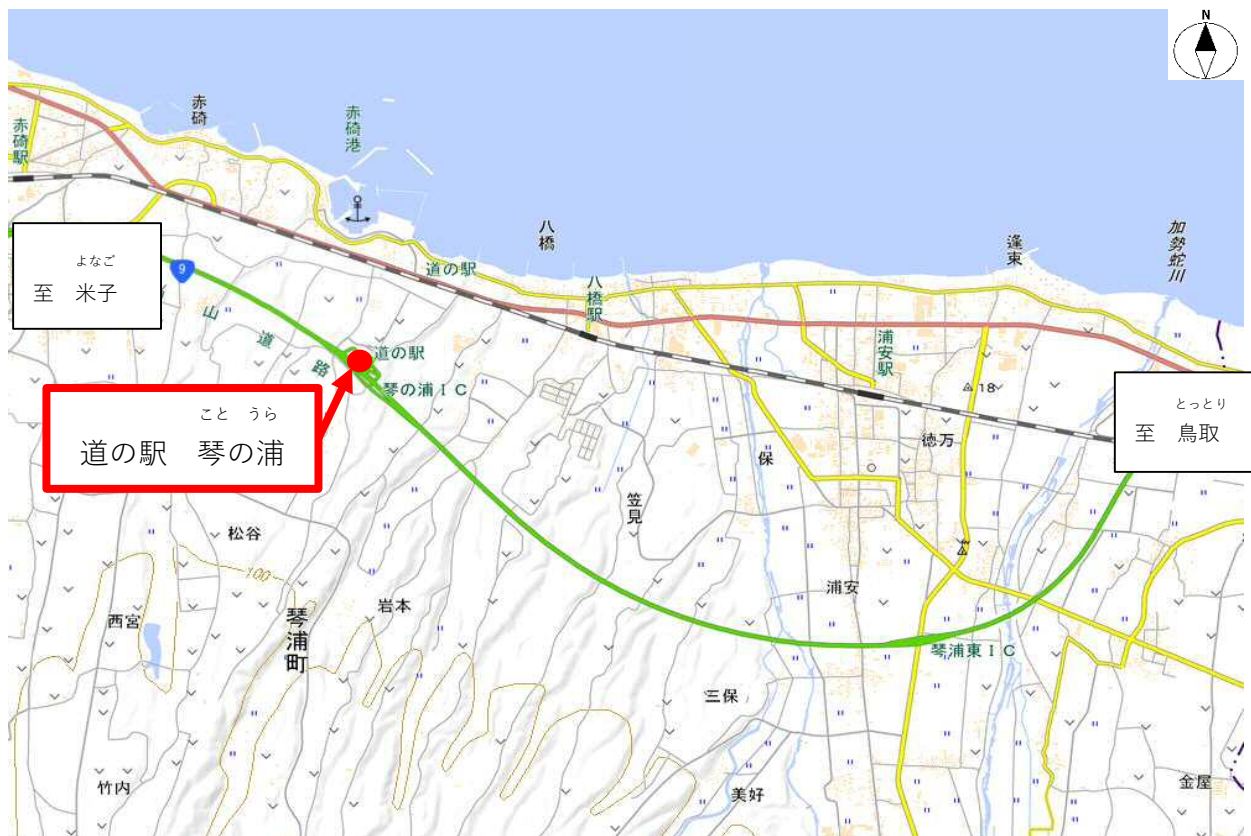 N
赤碕
赤碕港
赤碕駅
八橋
逢束
加勢蛇川
よなご
至 米子
9
道の駅
八橋駅
浦安駅
山道路
道の駅
琴の浦IC
18
とっとり
至 鳥取
こと うら
道の駅 琴の浦
徳万
保
笠見
松谷
100
岩本
浦安
西宮
琴浦町
琴浦東IC
三保
竹内
美好
金屋